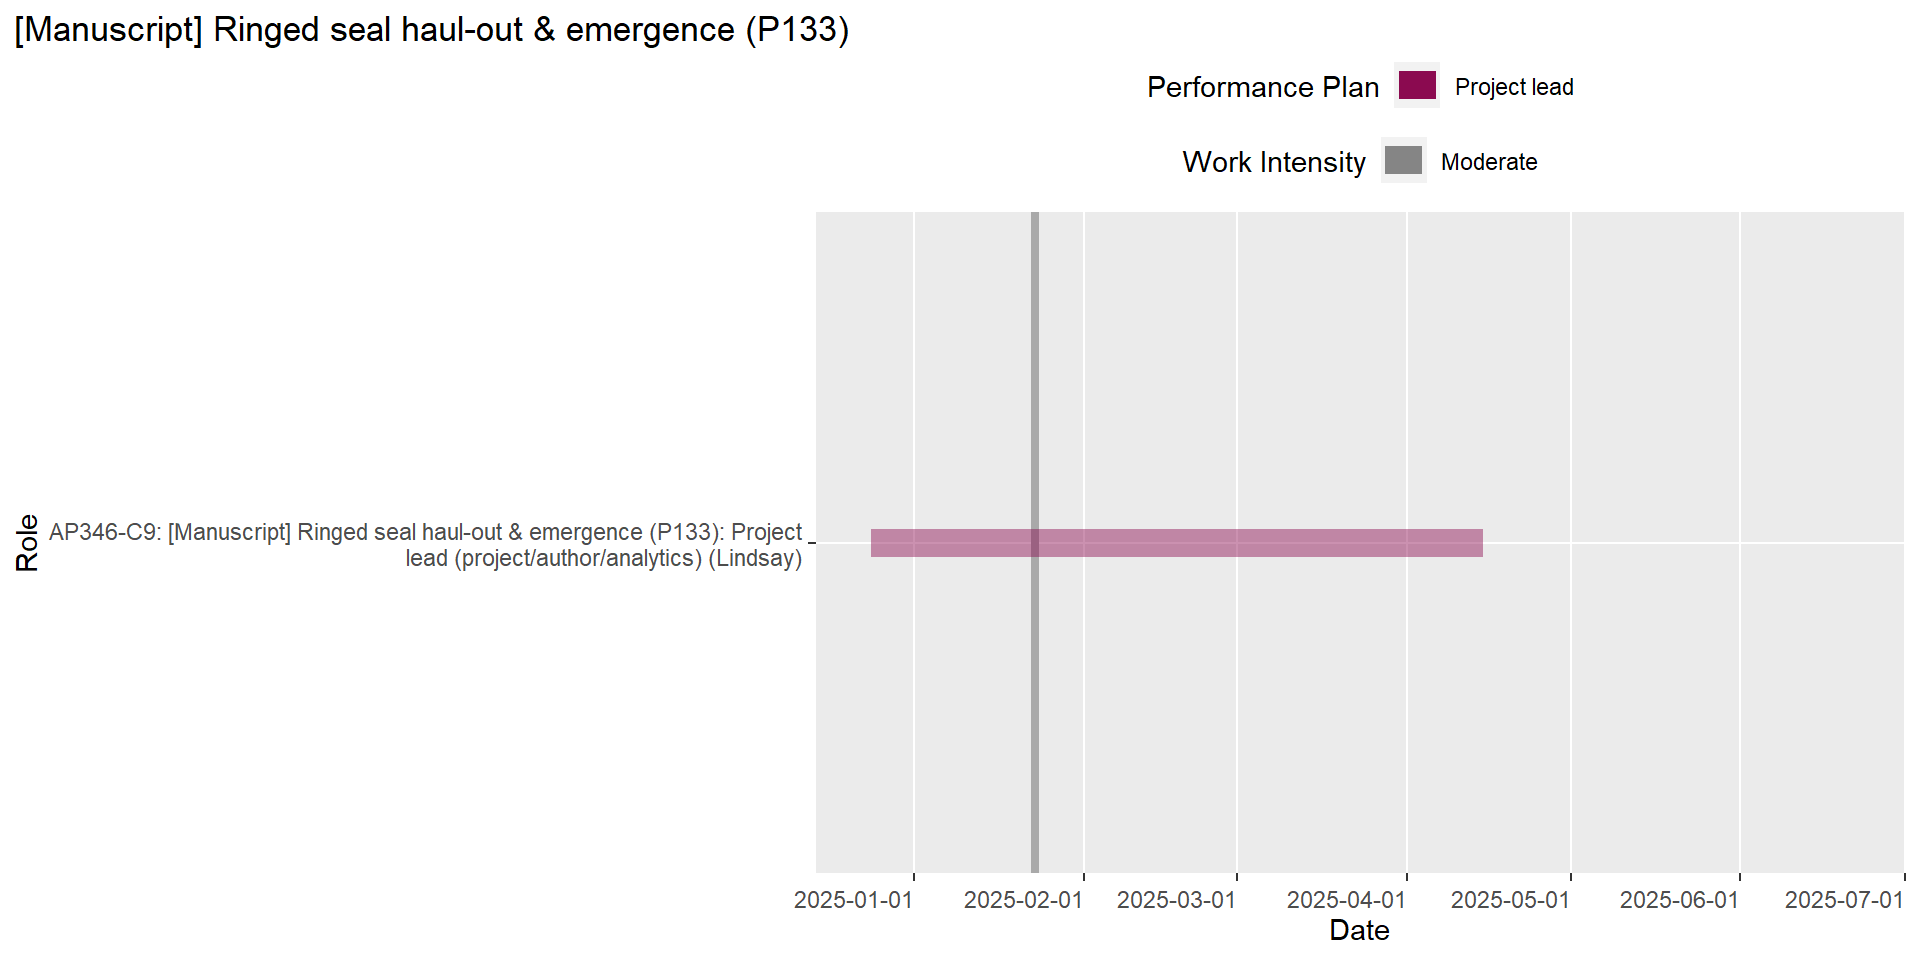 [Manuscript] Ringed seal haul-out & emergence (P133)
Performance Plan Project lead
Work Intensity Moderate
Role
AP346-C9: [Manuscript] Ringed seal haul-out & emergence (P133): Project
lead (project/author/analytics) (Lindsay)
2025-01-01 2025-02-01 2025-03-01 2025-04-01 2025-05-01 2025-06-01 2025-07-01
Date